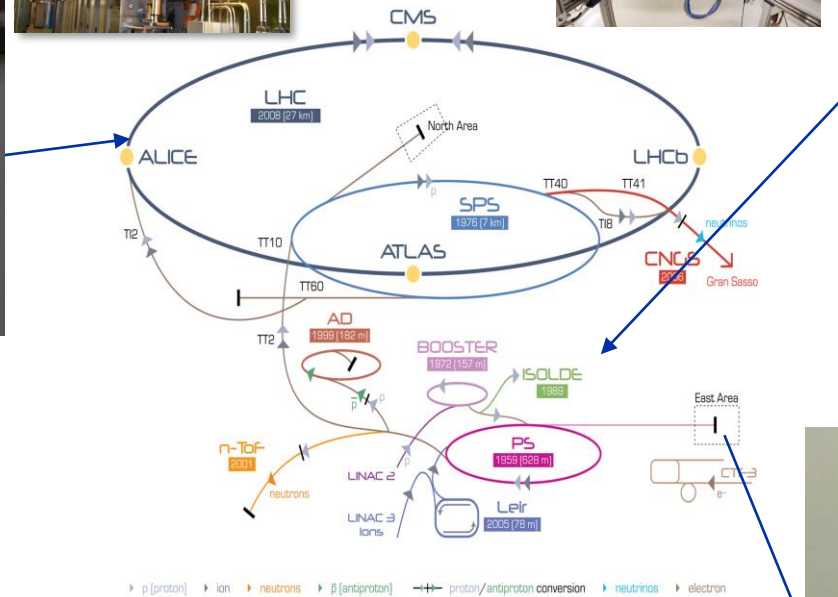 CMS
LHC
2008 (27 km)
North Area
ALICE
LHCb
TT40
TT41
SPS
1976 (7 km)
p
TI8
neutrinos
TI2
TT10
ATLAS
CNGS
Gran Sasso
TT60
AD
1999 (182 m)
TT2
BOOSTER
1972 (157 m)
ISOLDE
1989
East Area
p
p̅
n-ToF
2001
PS
1959 (628 m)
p
LINAC 2
neutrons
CTF3
e-
Leir
2005 (78 m)
LINAC 3
Ions
p (proton) ion neutrons p̅ (antiproton) proton/antiproton conversion neutrinos electron